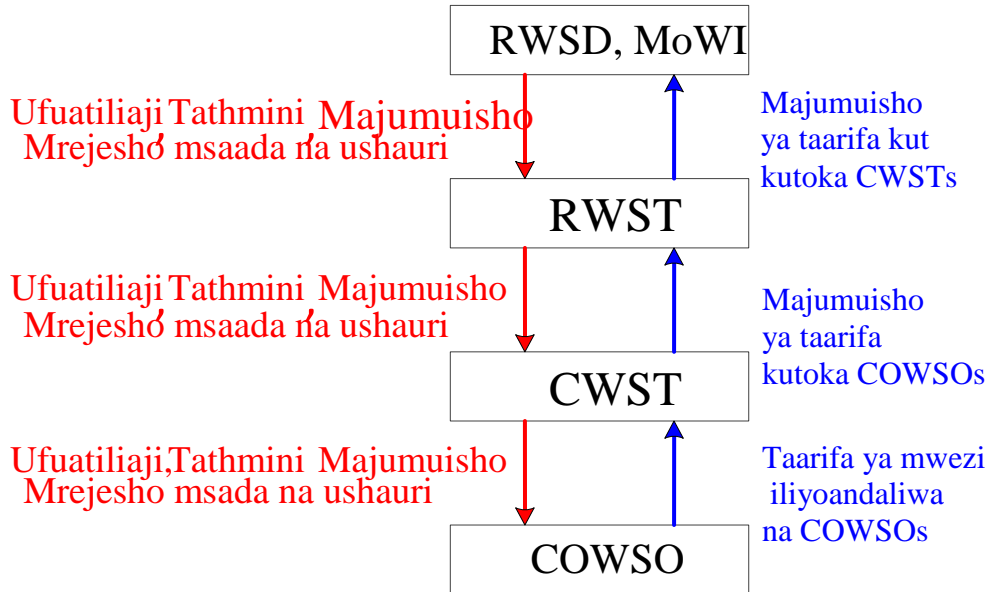 RWSD, MoWI
Ufuatiliaji, Tathmini, Majumuisho
Mrejesho, msaada na ushauri
Majumuisho
ya taarifa kut
kutoka CWSTs
RWST
Ufuatiliaji, Tathmini, Majumuisho
Mrejesho, msaada na ushauri
Majumuisho
ya taarifa
kutoka COWSOs
CWST
Ufuatiliaji,Tathmini Majumuisho
Mrejesho msada na ushauri
Taarifa ya mwezi
iliyoandaliwa
na COWSOs
COWSO